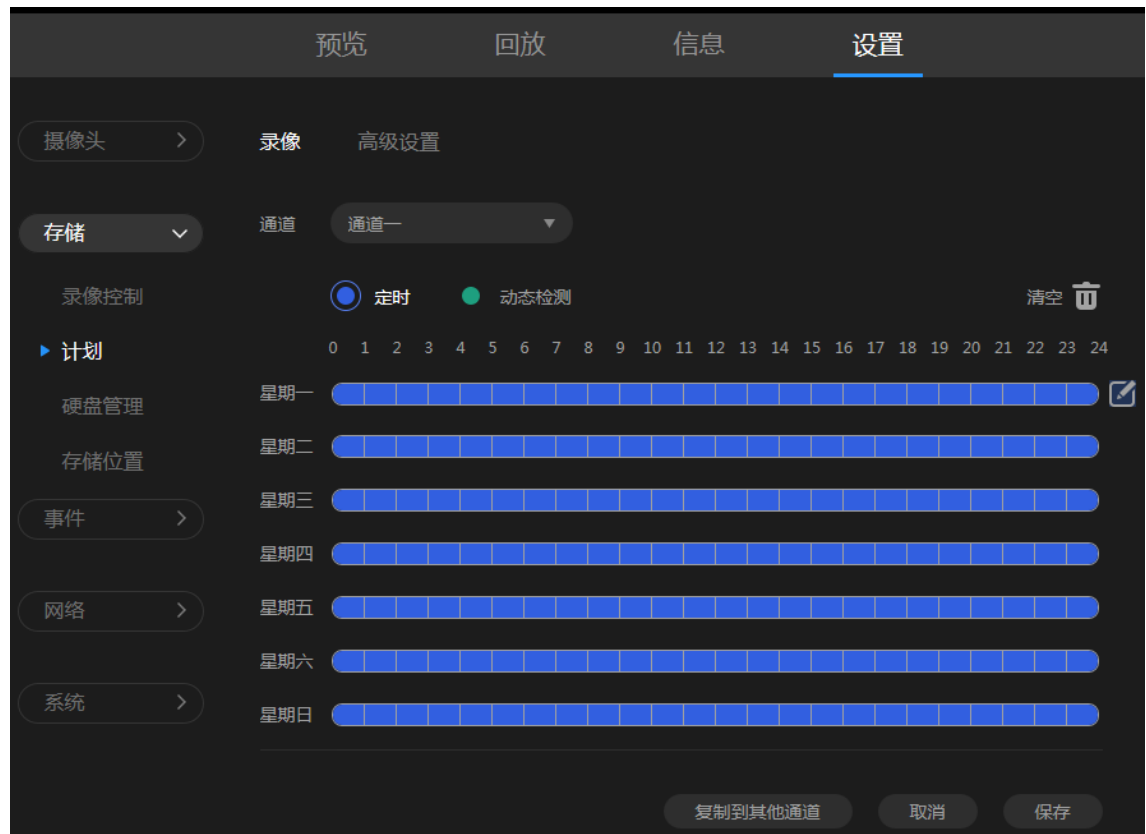 预览 回放 信息 设置
摄像头 录像 高级设置
存储 通道 通道一
录像控制 定时 动态检测 清空
计划 0 1 2 3 4 5 6 7 8 9 10 11 12 13 14 15 16 17 18 19 20 21 22 23 24
星期一
硬盘管理
星期二
存储位置
星期三
事件
星期四
网络 星期五
星期六
系统 星期日
复制到其他通道 取消 保存